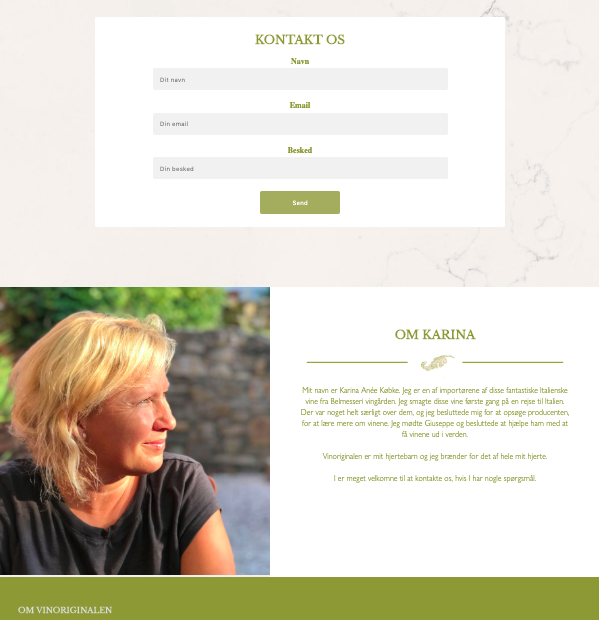 KONTAKT OS
Navn
Dit navn
Email
Din email
Besked
Din besked
Send
OM KARINA
Mit navn er Karina Anée Købke. Jeg er en af importørerne af disse fantastiske Italienske
vine fra Belmesseri vingården. Jeg smagte disse vine første gang på en rejse til Italien.
Der var noget helt særligt over dem, og jeg besluttede mig for at opsøge producenten,
for at lære mere om vinene. Jeg mødte Giuseppe og besluttede at hjælpe ham med at
få vinene ud i verden.
Vinoriginalen er mit hjertebarn og jeg brænder for det af hele mit hjerte.
I er meget velkomne til at kontakte os, hvis I har nogle spørgsmål.
OM VINORIGINALEN